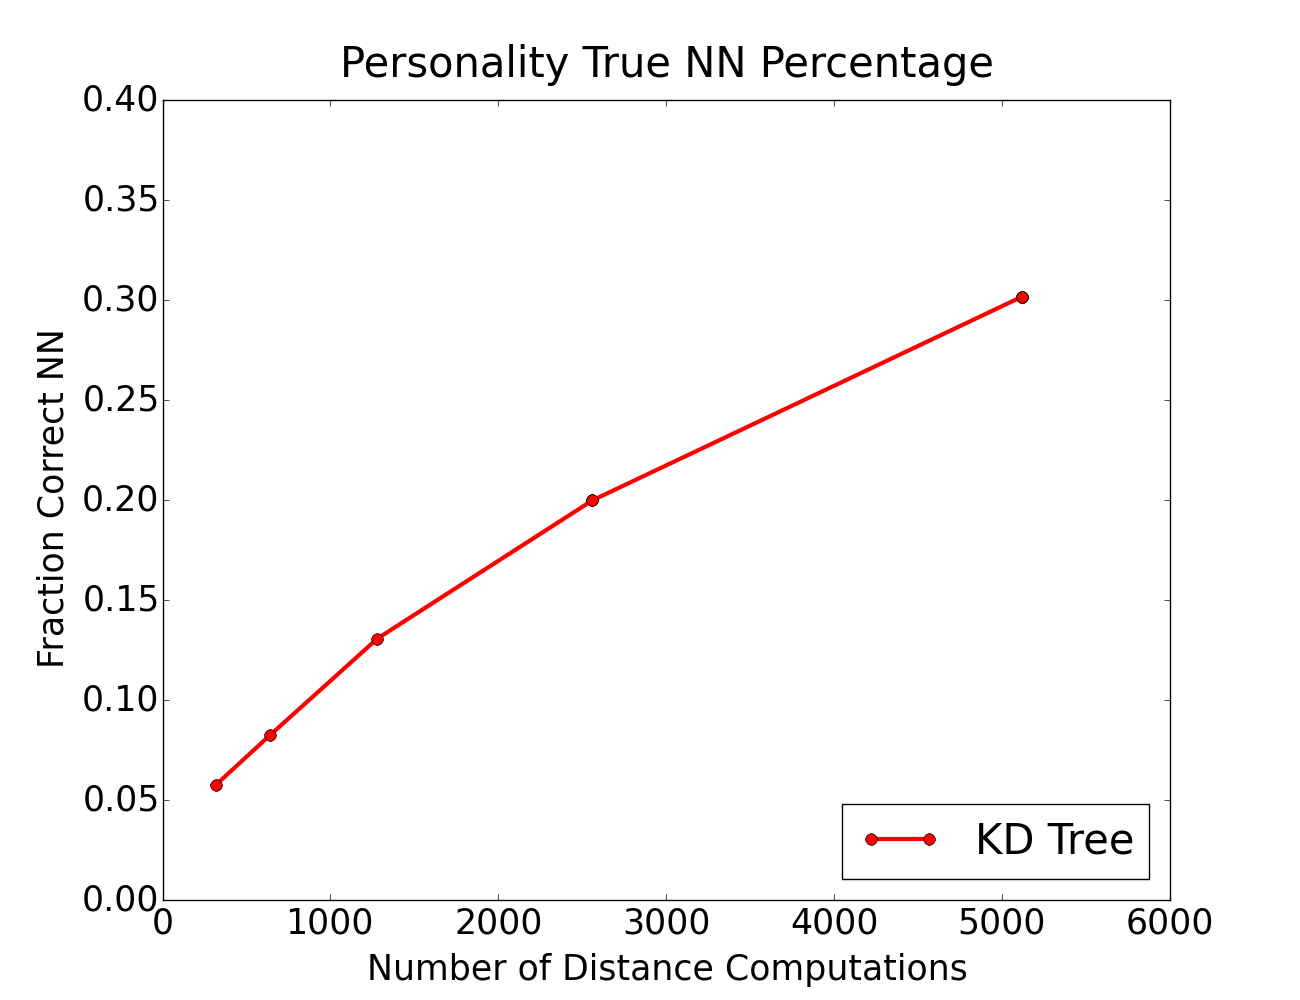 Personality True NN Percentage
0.40
0.35
0.30
0.25
0.20
0.15
0.10
0.05
0.00
Fraction Correct NN
KD Tree
0 1000 2000 3000 4000 5000 6000
Number of Distance Computations